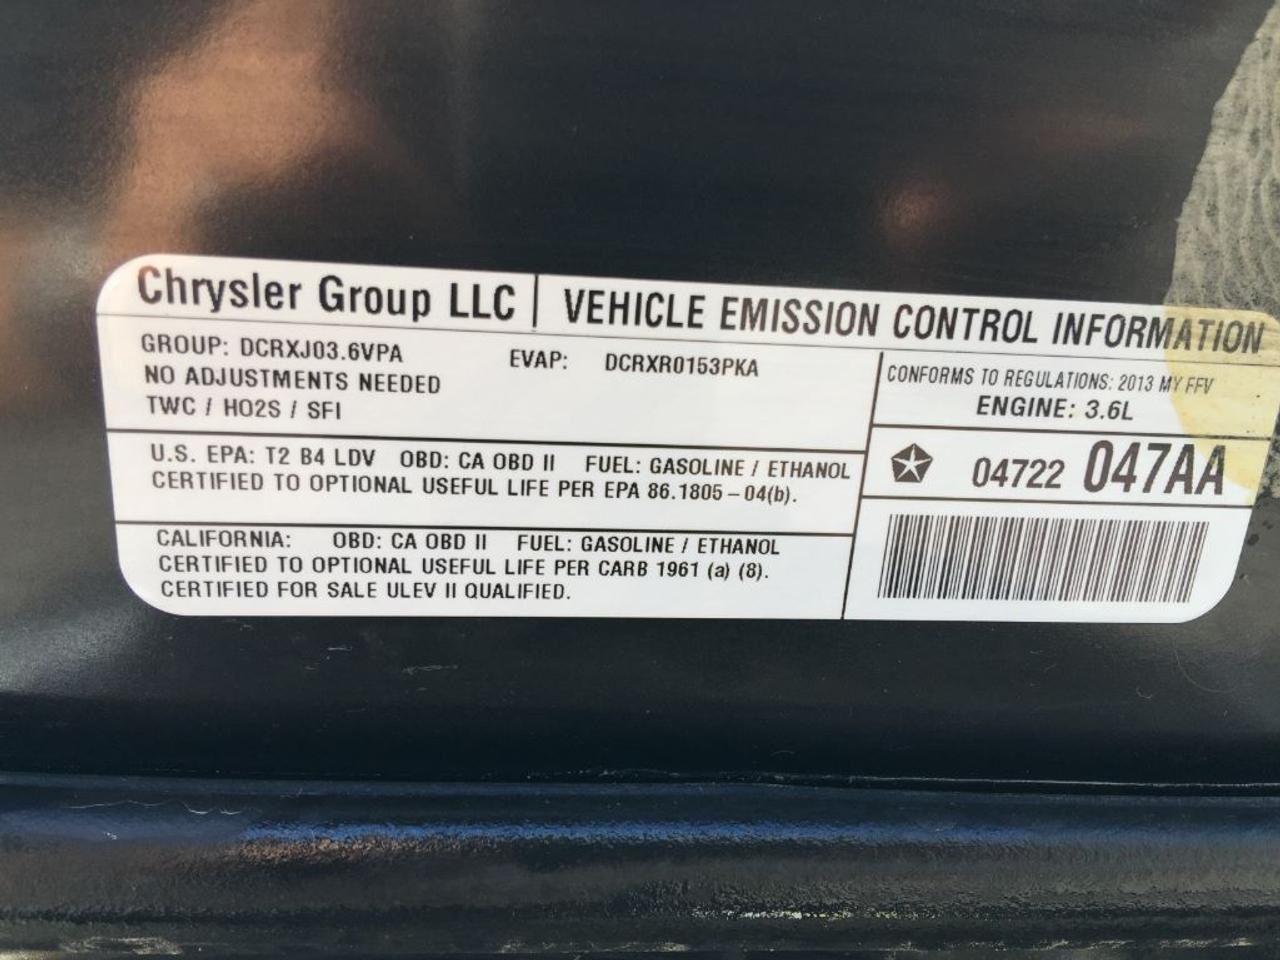 Chrysler Group LLC | VEHICLE EMISSION CONTROL INFORMATION
GROUP: DCRXJ03.6VPA EVAP: DCRXR0153PKA
NO ADJUSTMENTS NEEDED
TWC / HO2S / SFI
CONFORMS TO REGULATIONS: 2013 MY FFV
ENGINE: 3.6L
U.S. EPA: T2 B4 LDV OBD: CA OBD II FUEL: GASOLINE / ETHANOL
CERTIFIED TO OPTIONAL USEFUL LIFE PER EPA 86.1805-04(b).
04722 047AA
CALIFORNIA: OBD: CA OBD II FUEL: GASOLINE / ETHANOL
CERTIFIED TO OPTIONAL USEFUL LIFE PER CARB 1961 (a) (8).
CERTIFIED FOR SALE ULEV II QUALIFIED.